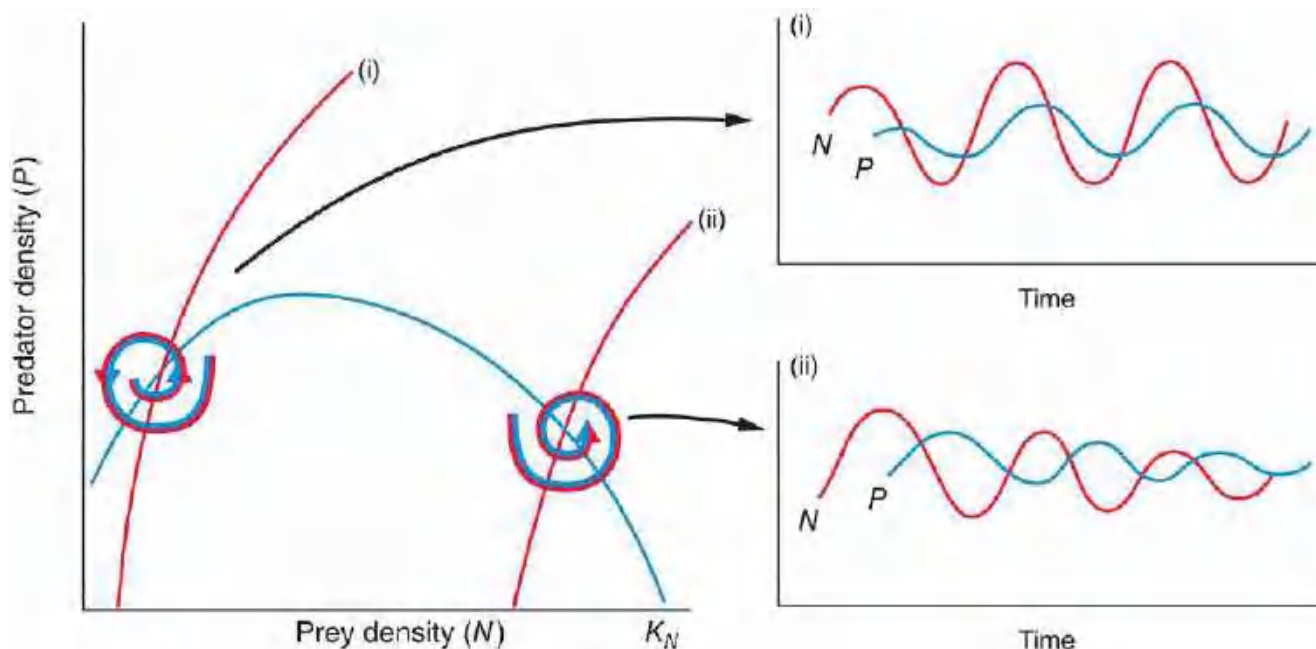 Predator density (P)
Prey density (N)
K_N
(i)
(ii)
(i)
N
P
Time
(ii)
N
P
Time